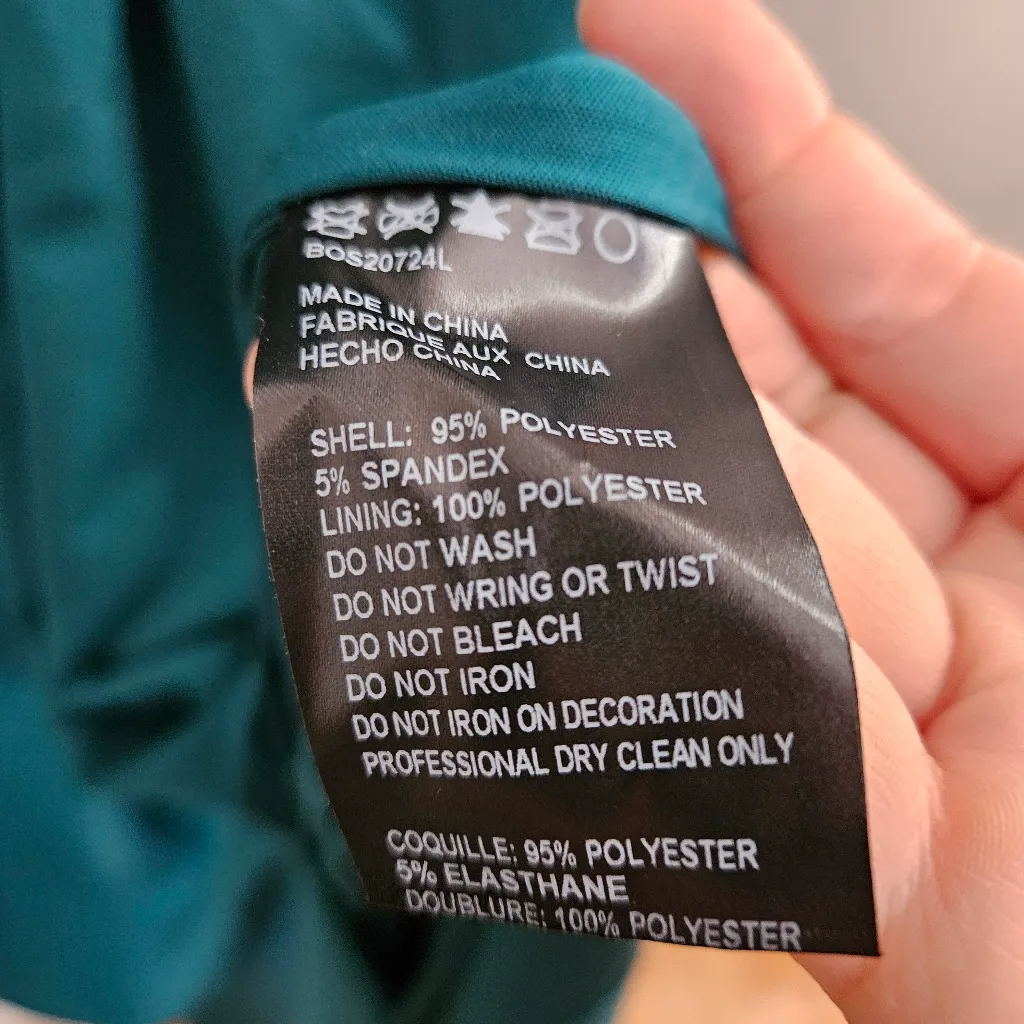 BOS20724L
MADE IN CHINA
FABRIQUE AUX CHINA
HECHO CHINA
SHELL: 95% POLYESTER
5% SPANDEX
LINING: 100% POLYESTER
DO NOT WASH
DO NOT WRING OR TWIST
DO NOT BLEACH
DO NOT IRON
DO NOT IRON ON DECORATION
PROFESSIONAL DRY CLEAN ONLY
COQUILLE: 95% POLYESTER
5% ELASTHANE
DOUBLURE: 100% POLYESTER